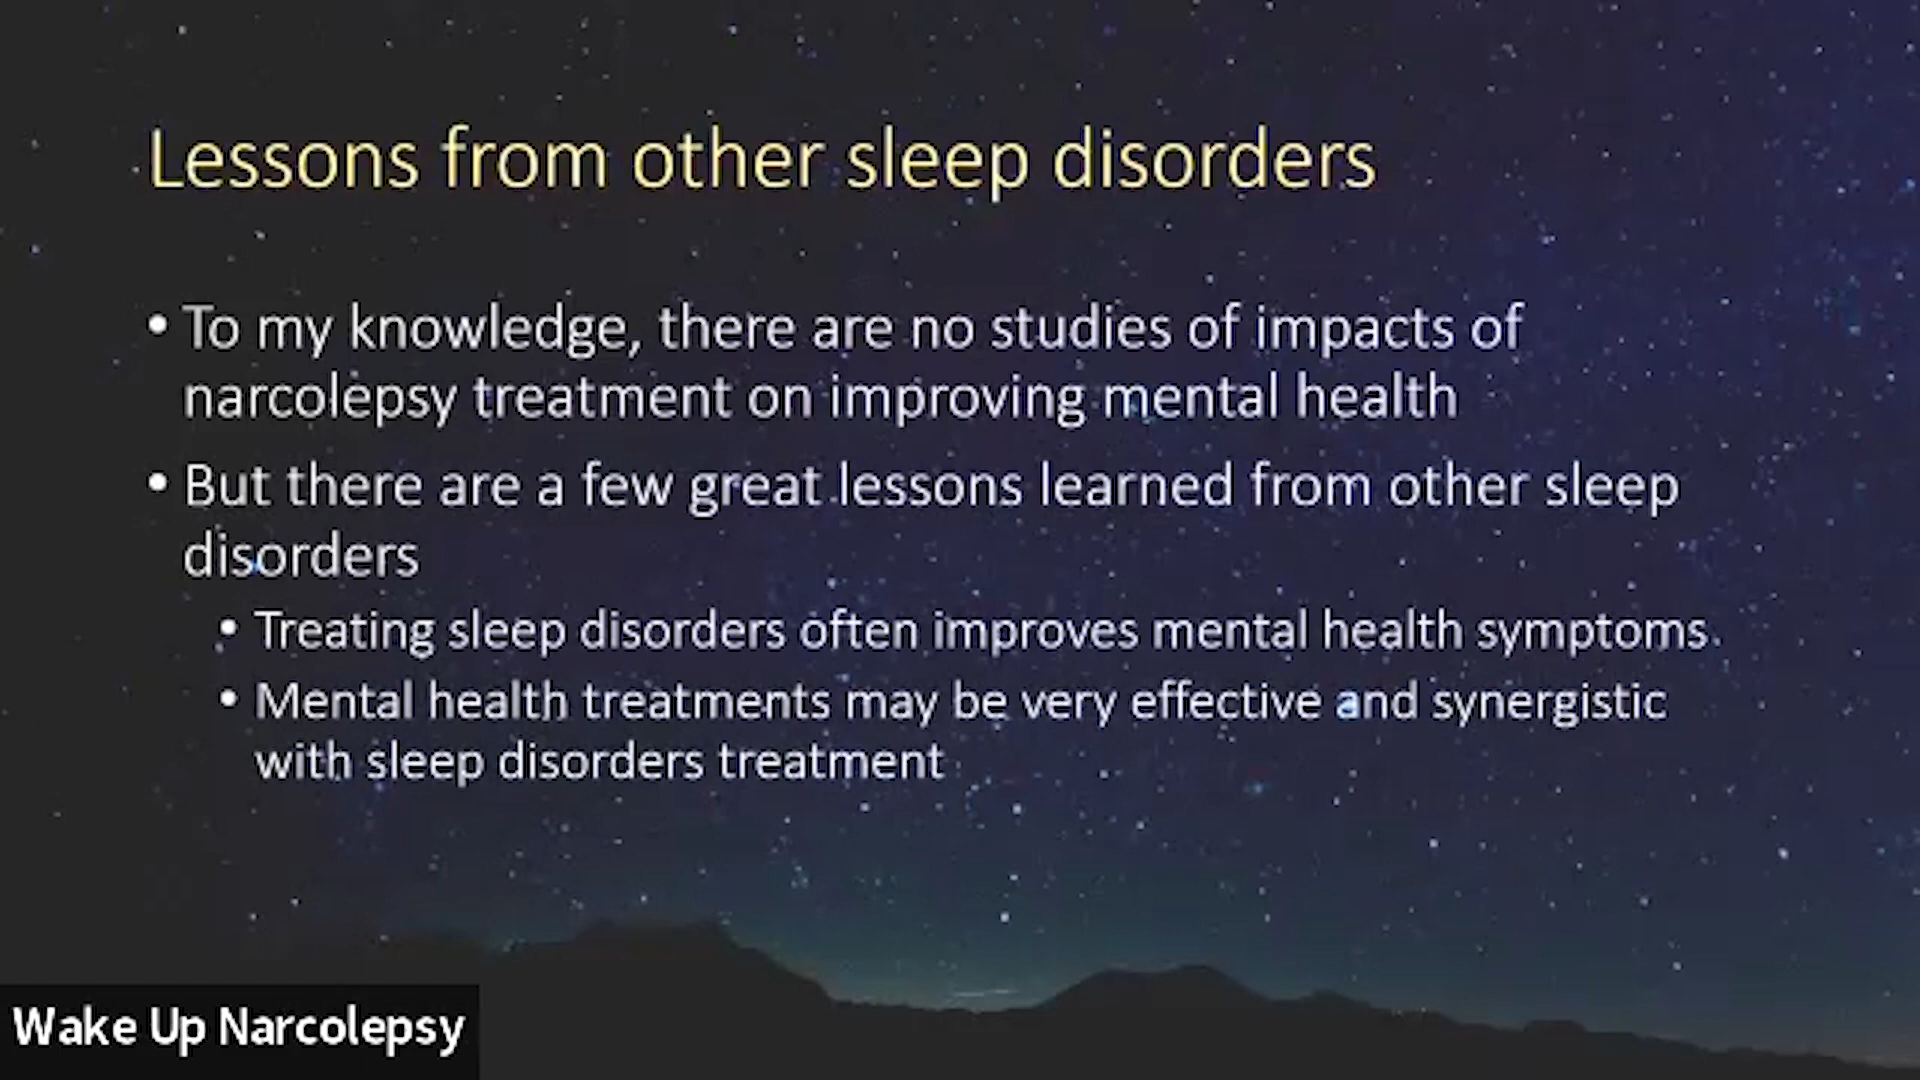 Lessons from other sleep disorders
• To my knowledge, there are no studies of impacts of
narcolepsy treatment on improving mental health
• But there are a few great lessons learned from other sleep
disorders
• Treating sleep disorders often improves mental health symptoms
• Mental health treatments may be very effective and synergistic
with sleep disorders treatment
Wake Up Narcolepsy